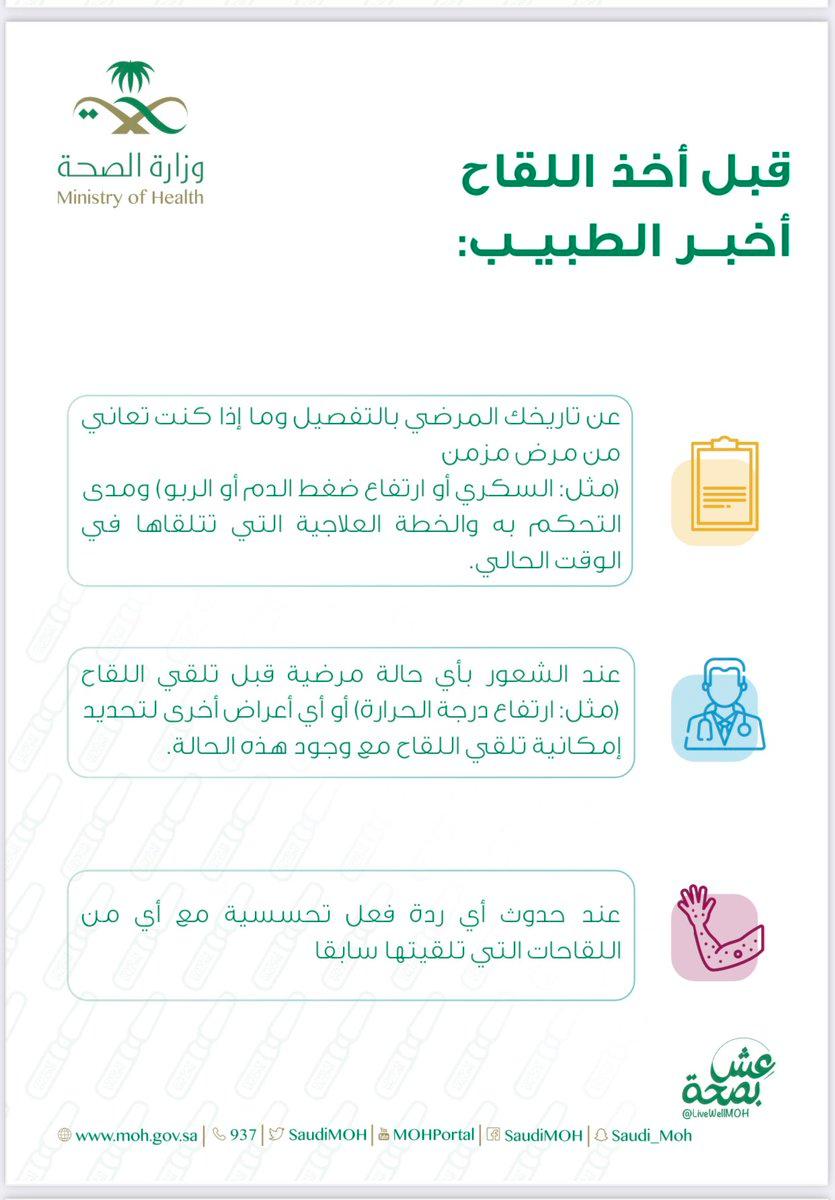 وزارة الصحة
Ministry of Health
قبل أخذ اللقاح
أخبر الطبيب:
عن تاريخك المرضي بالتفصيل وما إذا كنت تعاني
من مرض مزمن
(مثل: السكري أو ارتفاع ضغط الدم أو الربو) ومدى
التحكم به والخطة العلاجية التي تتلقاها في
الوقت الحالي.
عند الشعور بأي حالة مرضية قبل تلقي اللقاح
(مثل: ارتفاع درجة الحرارة) أو أي أعراض أخرى لتحديد
إمكانية تلقي اللقاح مع وجود هذه الحالة.
عند حدوث أي ردة فعل تحسسية مع أي من
اللقاحات التي تلقيتها سابقا
عش
بصحة
@LiveWellMOH
www.moh.gov.sa | 937 | SaudiMOH | MOHPortal | SaudiMOH | Saudi_Moh